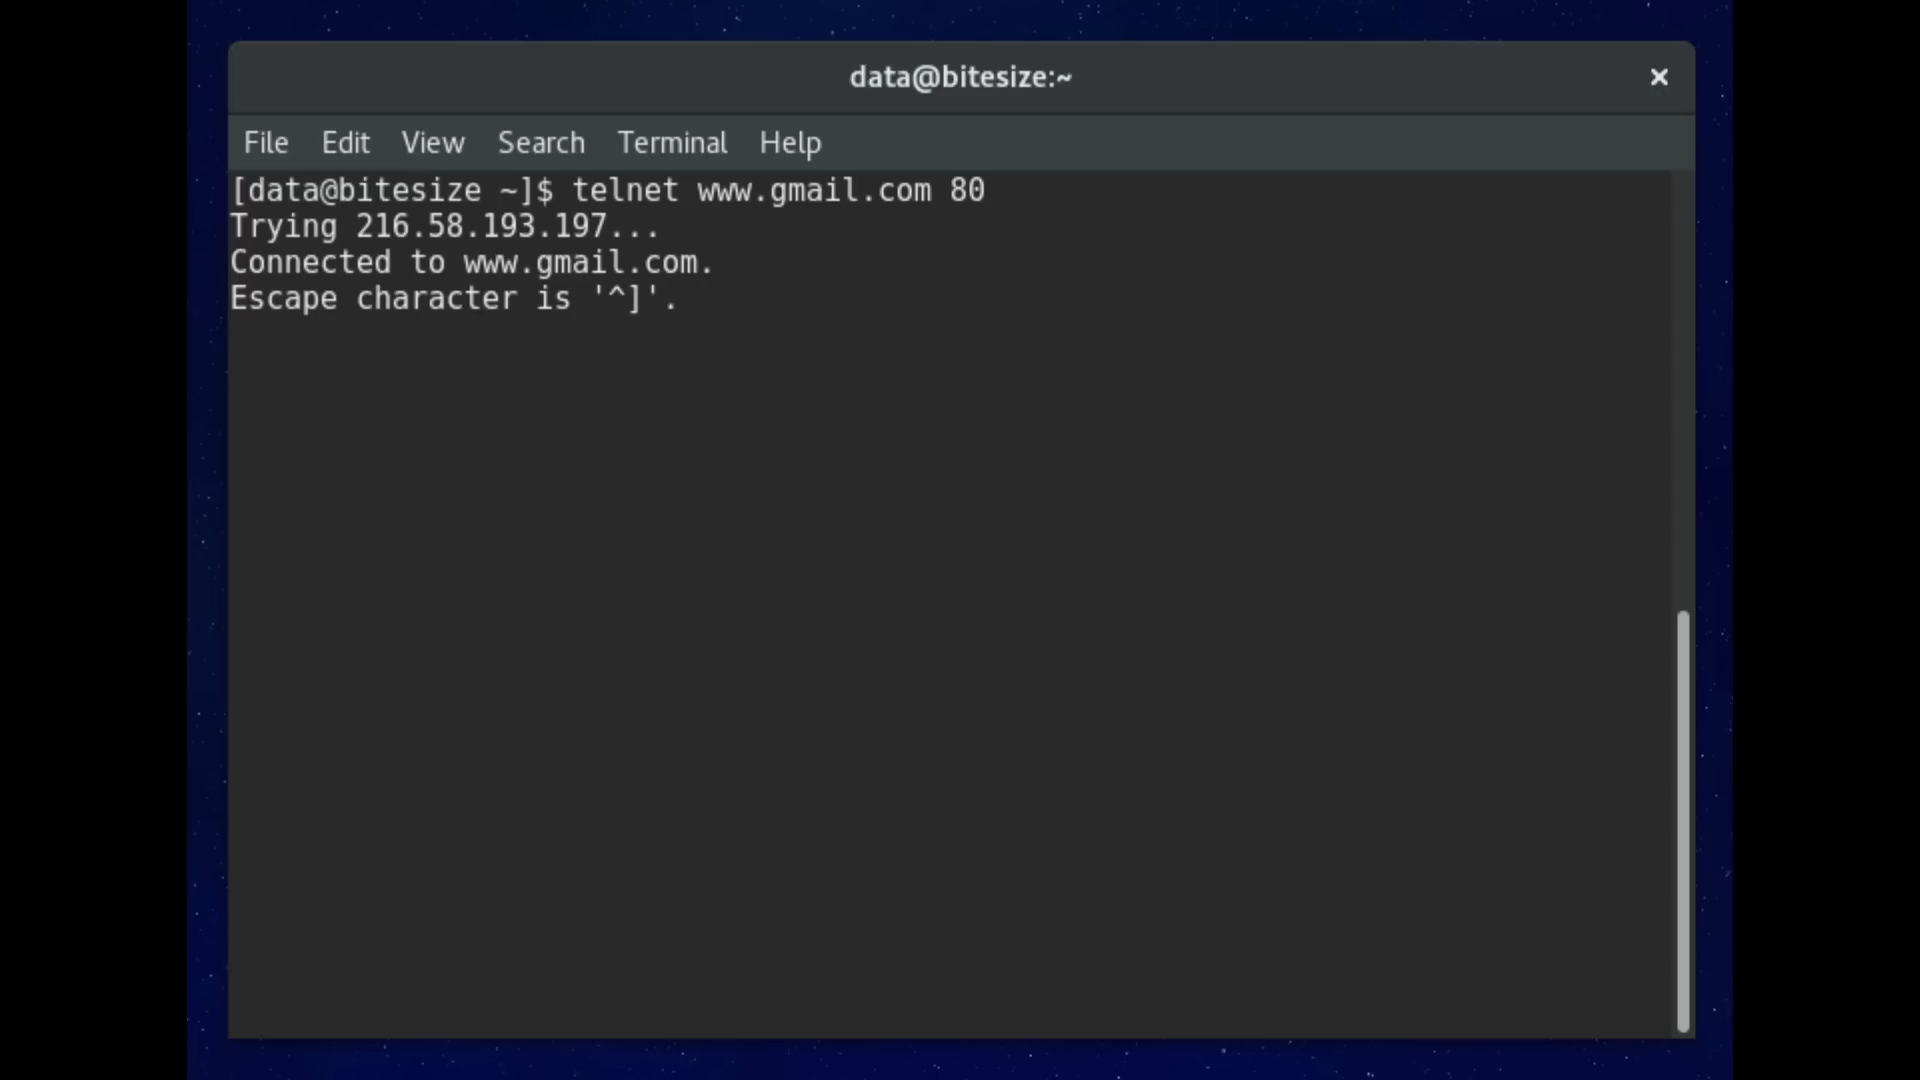 data@bitesize:~
File Edit View Search Terminal Help
[data@bitesize ~]$ telnet www.gmail.com 80
Trying 216.58.193.197...
Connected to www.gmail.com.
Escape character is '^]'.